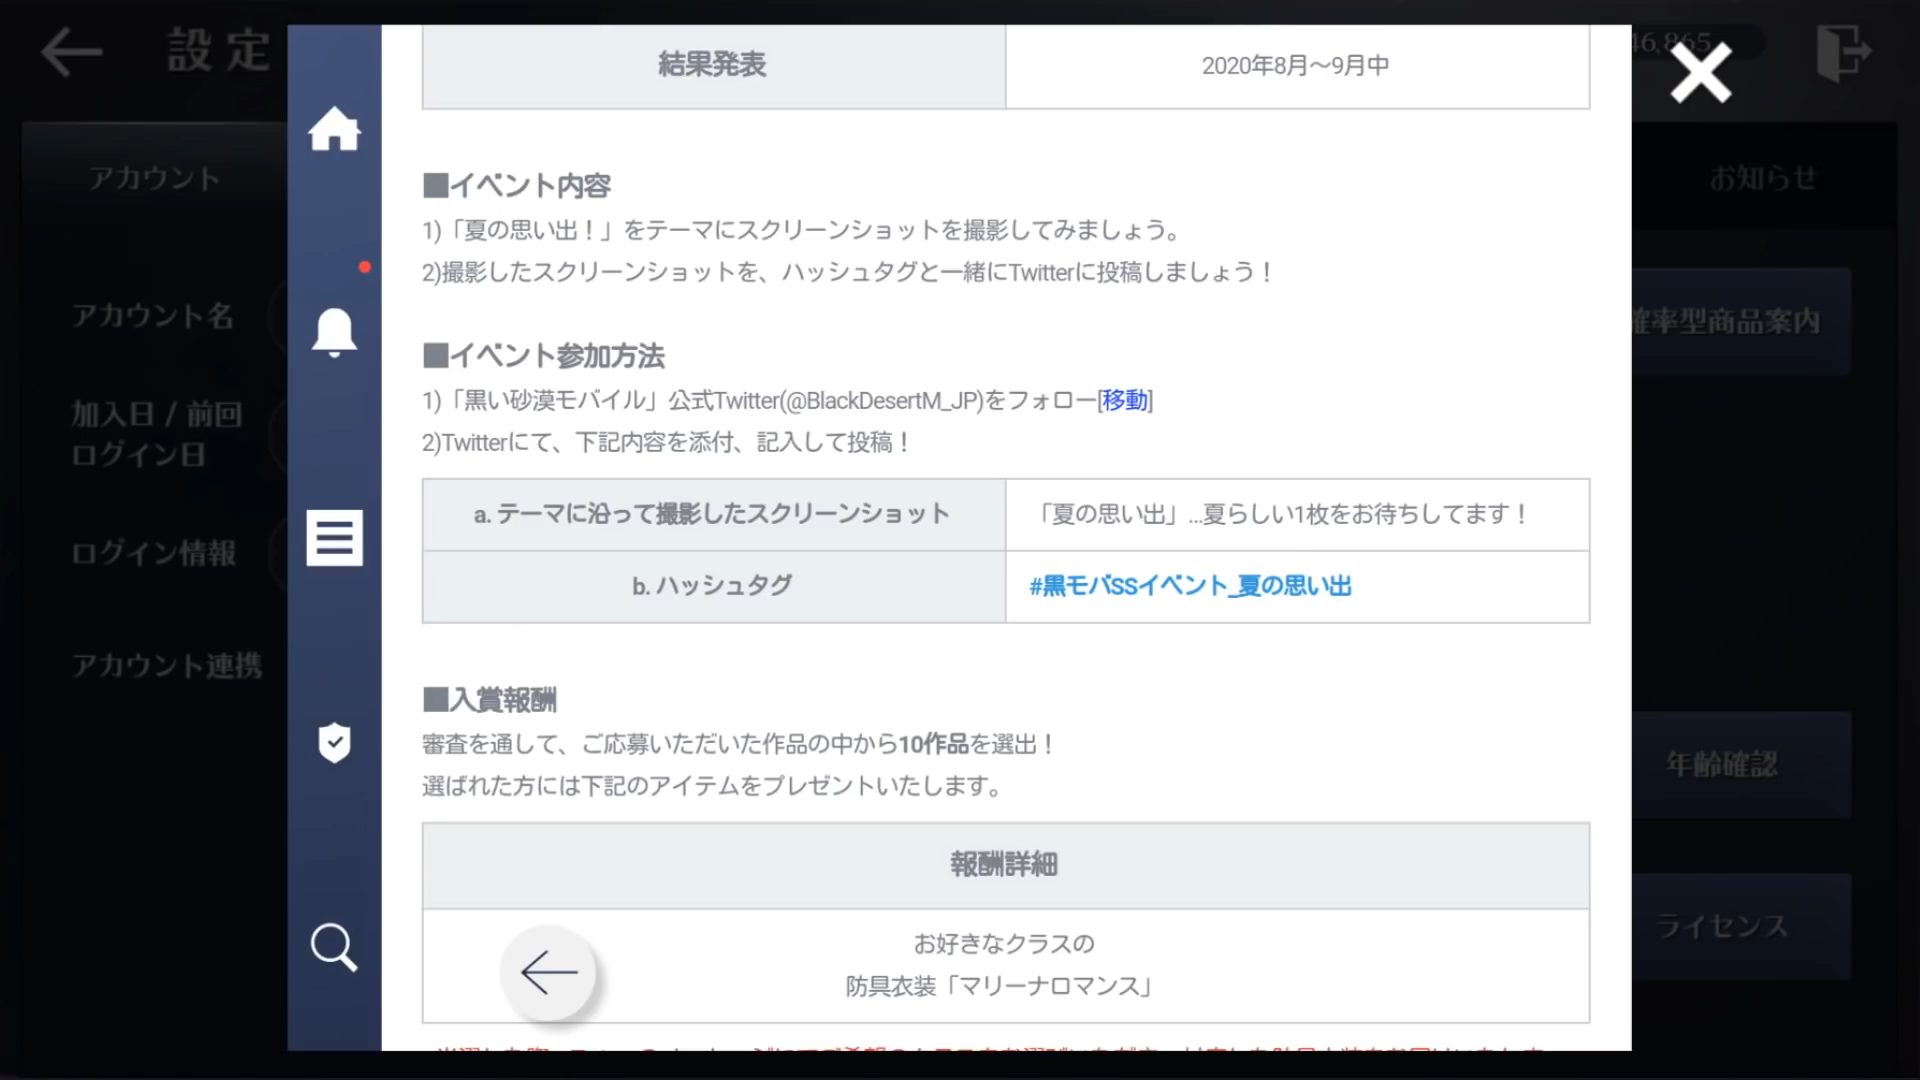 設定
46,865
アカウント
お知らせ
アカウント名
加入日 / 前回
ログイン日
ログイン情報
アカウント連携
確率型商品案内
年齢確認
ライセンス
結果発表 2020年8月～9月中
■イベント内容
1)「夏の思い出！」をテーマにスクリーンショットを撮影してみましょう。
2)撮影したスクリーンショットを、ハッシュタグと一緒にTwitterに投稿しましょう！
■イベント参加方法
1)「黒い砂漠モバイル」公式Twitter(@BlackDesertM_JP)をフォロー[移動]
2)Twitterにて、下記内容を添付、記入して投稿！
a. テーマに沿って撮影したスクリーンショット 「夏の思い出」...夏らしい1枚をお待ちしてます！
b. ハッシュタグ #黒モバSSイベント_夏の思い出
■入賞報酬
審査を通して、ご応募いただいた作品の中から10作品を選出！
選ばれた方には下記のアイテムをプレゼントいたします。
報酬詳細
お好きなクラスの
防具衣装「マリーナロマンス」